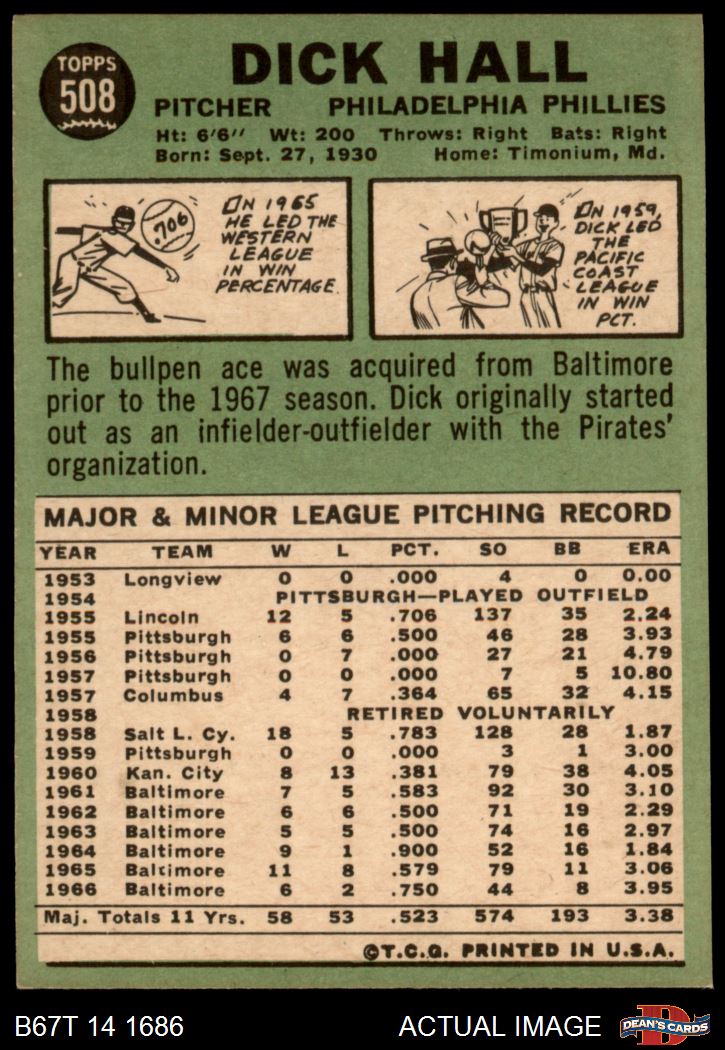 TOPPS
508
DICK HALL
PITCHER PHILADELPHIA PHILLIES
Ht: 6'6" Wt: 200 Throws: Right Bats: Right
Born: Sept. 27, 1930 Home: Timonium, Md.
.706
IN 1965
HE LED THE
WESTERN
LEAGUE
IN WIN
PERCENTAGE.
IN 1959,
DICK LED
THE
PACIFIC
COAST
LEAGUE
IN WIN
PCT.
The bullpen ace was acquired from Baltimore
prior to the 1967 season. Dick originally started
out as an infielder-outfielder with the Pirates'
organization.
MAJOR & MINOR LEAGUE PITCHING RECORD
YEAR TEAM W L PCT. SO BB ERA
1953 Longview 0 0 .000 4 0 0.00
1954 PITTSBURGH—PLAYED OUTFIELD
1955 Lincoln 12 5 .706 137 35 2.24
1955 Pittsburgh 6 6 .500 46 28 3.93
1956 Pittsburgh 0 7 .000 27 21 4.79
1957 Pittsburgh 0 0 .000 7 5 10.80
1957 Columbus 4 7 .364 65 32 4.15
1958 RETIRED VOLUNTARILY
1958 Salt L. Cy. 18 5 .783 128 28 1.87
1959 Pittsburgh 0 0 .000 3 1 3.00
1960 Kan. City 8 13 .381 79 38 4.05
1961 Baltimore 7 5 .583 92 30 3.10
1962 Baltimore 6 6 .500 71 19 2.29
1963 Baltimore 5 5 .500 74 16 2.97
1964 Baltimore 9 1 .900 52 16 1.84
1965 Baltimore 11 8 .579 79 11 3.06
1966 Baltimore 6 2 .750 44 8 3.95
Maj. Totals 11 Yrs. 58 53 .523 574 193 3.38
©T.C.G. PRINTED IN U.S.A.
B67T 14 1686 ACTUAL IMAGE
D
DEAN'S CARDS